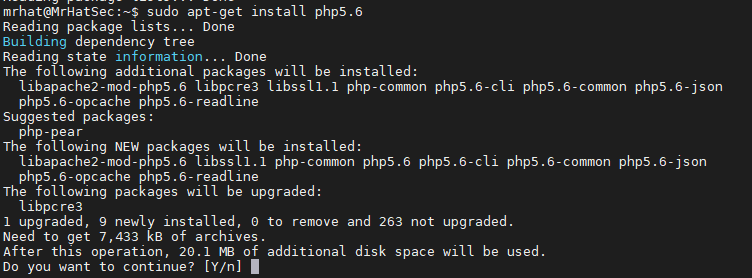 mrhat@MrHatSec:~$ sudo apt-get install php5.6
Reading package lists... Done
Building dependency tree
Reading state information... Done
The following additional packages will be installed:
  libapache2-mod-php5.6 libpcre3 libssl1.1 php-common php5.6-cli php5.6-common php5.6-json
  php5.6-opcache php5.6-readline
Suggested packages:
  php-pear
The following NEW packages will be installed:
  libapache2-mod-php5.6 libssl1.1 php-common php5.6 php5.6-cli php5.6-common php5.6-json
  php5.6-opcache php5.6-readline
The following packages will be upgraded:
  libpcre3
1 upgraded, 9 newly installed, 0 to remove and 263 not upgraded.
Need to get 7,433 kB of archives.
After this operation, 20.1 MB of additional disk space will be used.
Do you want to continue? [Y/n]